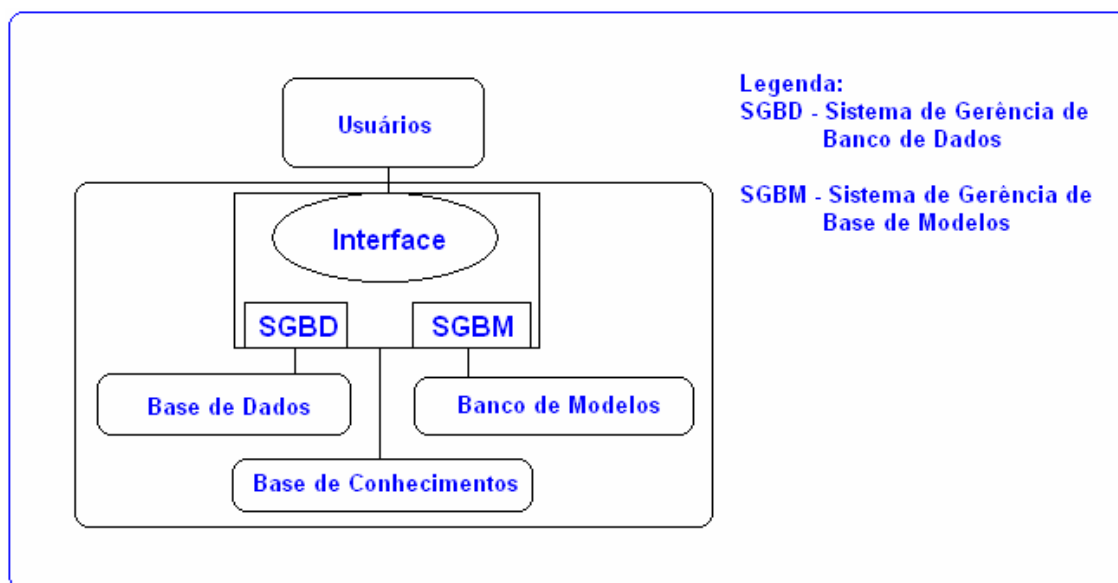 Usuários
Interface
SGBD
SGBM
Base de Dados
Banco de Modelos
Base de Conhecimentos
Legenda:
SGBD - Sistema de Gerência de
Banco de Dados
SGBM - Sistema de Gerência de
Base de Modelos